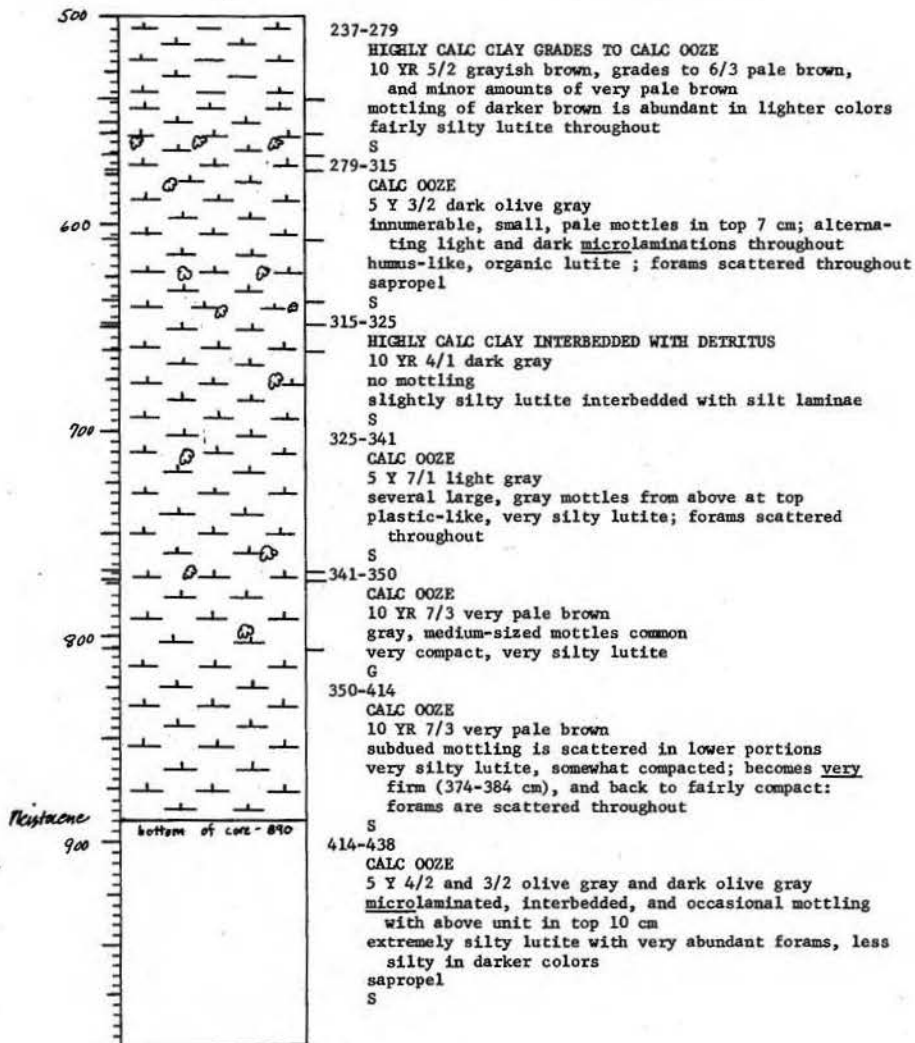 500
600
700
800
Pleistocene
bottom of core - 890
900
237-279
HIGHLY CALC CLAY GRADES TO CALC OOZE
10 YR 5/2 grayish brown, grades to 6/3 pale brown,
and minor amounts of very pale brown
mottling of darker brown is abundant in lighter colors
fairly silty lutite throughout
S
279-315
CALC OOZE
5 Y 3/2 dark olive gray
innumerable, small, pale mottles in top 7 cm; alterna-
ting light and dark microlaminations throughout
humus-like, organic lutite ; forams scattered throughout
sapropel
S
315-325
HIGHLY CALC CLAY INTERBEDDED WITH DETRITUS
10 YR 4/1 dark gray
no mottling
slightly silty lutite interbedded with silt laminae
S
325-341
CALC OOZE
5 Y 7/1 light gray
several large, gray mottles from above at top
plastic-like, very silty lutite; forams scattered
throughout
S
341-350
CALC OOZE
10 YR 7/3 very pale brown
gray, medium-sized mottles common
very compact, very silty lutite
G
350-414
CALC OOZE
10 YR 7/3 very pale brown
subdued mottling is scattered in lower portions
very silty lutite, somewhat compacted; becomes very
firm (374-384 cm), and back to fairly compact:
forams are scattered throughout
S
414-438
CALC OOZE
5 Y 4/2 and 3/2 olive gray and dark olive gray
microlaminated, interbedded, and occasional mottling
with above unit in top 10 cm
extremely silty lutite with very abundant forams, less
silty in darker colors
sapropel
S